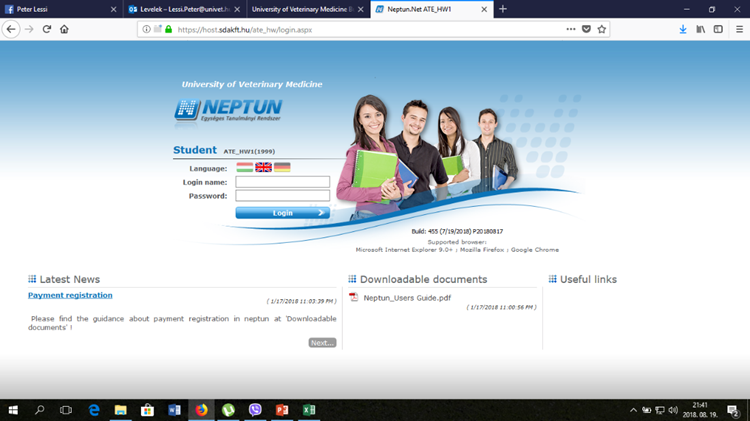 Peter Lessi
Levelek – Lessi.Peter@univet.h
University of Veterinary Medicine B
Neptun.Net ATE_HW1
https://host.sdakft.hu/ate_hw/login.aspx
University of Veterinary Medicine
NEPTUN
Egységes Tanulmányi Rendszer
Student ATE_HW1(1999)
Language:
Login name:
Password:
Login
Build: 455 (7/19/2018) P20180817
Supported browser:
Microsoft Internet Explorer 9.0+ ; Mozilla Firefox ; Google Chrome
Latest News
Payment registration
( 1/17/2018 11:03:39 PM )
Please find the guidance about payment registration in neptun at 'Downloadable
documents' !
Next...
Downloadable documents
Neptun_Users Guide.pdf
( 1/17/2018 11:00:56 PM )
Useful links
21:41
2018. 08. 19.
2